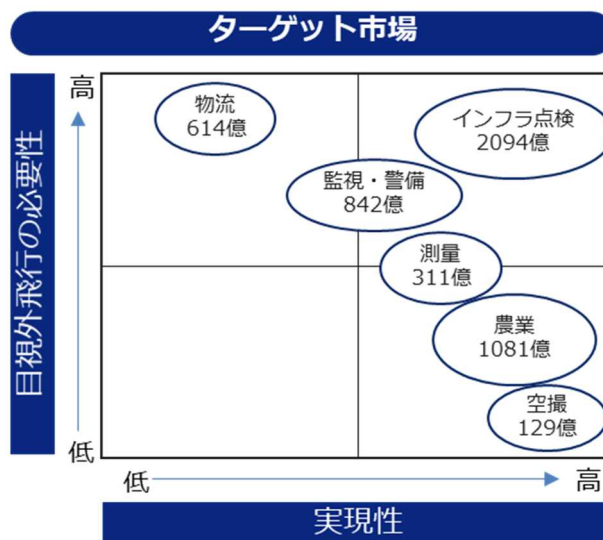 ターゲット市場
目視外飛行の必要性
高
物流
614億
インフラ点検
2094億
監視・警備
842億
測量
311億
農業
1081億
空撮
129億
低
低
高
実現性